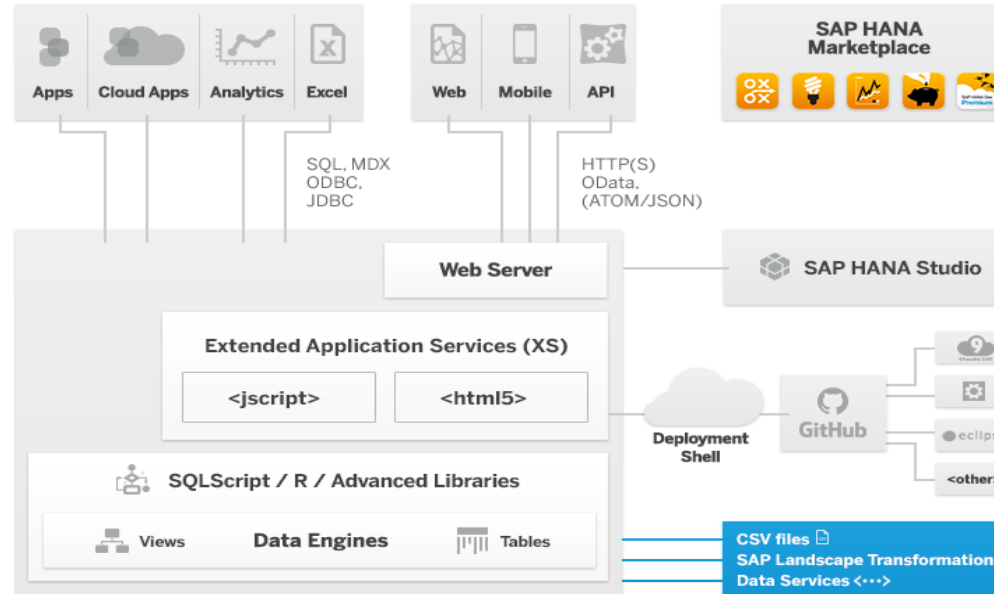 SAP HANA
Marketplace
Apps
Cloud Apps
Analytics
Excel
Web
Mobile
API
SQL, MDX
ODBC,
JDBC
HTTP(S)
OData,
(ATOM/JSON)
Web Server
SAP HANA Studio
Extended Application Services (XS)
<jscript>
<html5>
Deployment
Shell
GitHub
9
eclips
<other>
SQLScript / R / Advanced Libraries
Views
Data Engines
Tables
CSV files
SAP Landscape Transformation
Data Services <···>